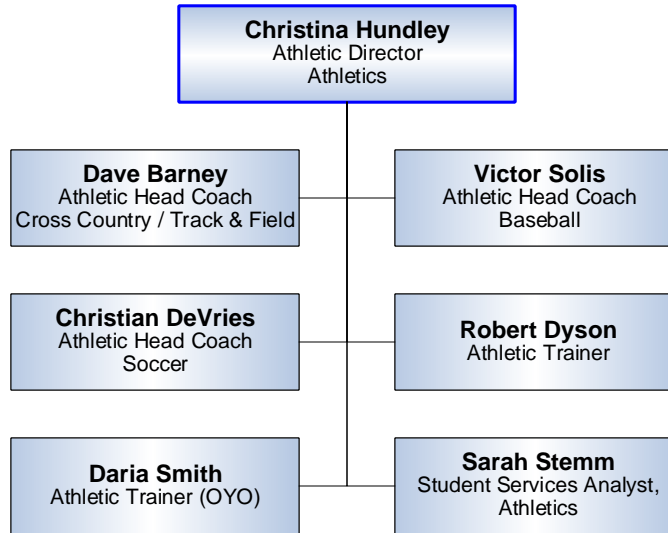 Christina Hundley
Athletic Director
Athletics
Dave Barney
Athletic Head Coach
Cross Country / Track & Field
Victor Solis
Athletic Head Coach
Baseball
Christian DeVries
Athletic Head Coach
Soccer
Robert Dyson
Athletic Trainer
Daria Smith
Athletic Trainer (OYO)
Sarah Stemm
Student Services Analyst,
Athletics